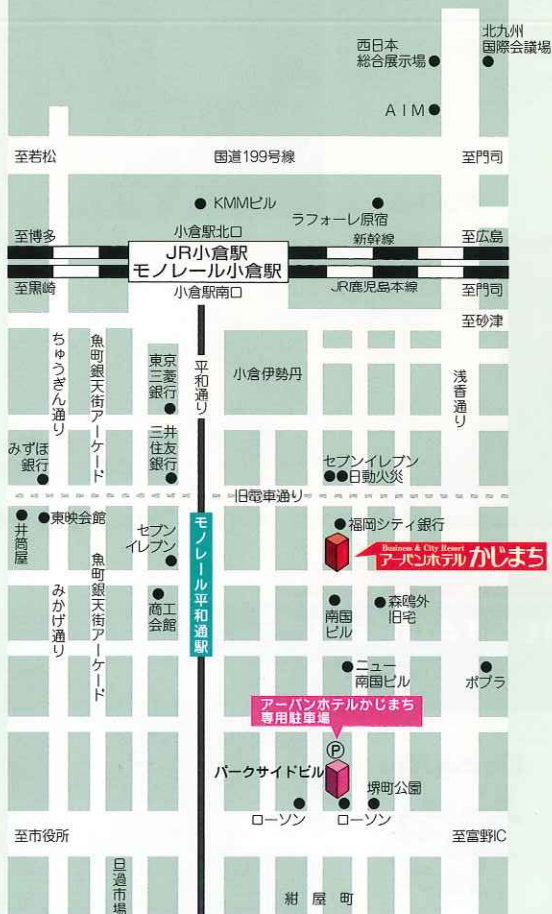 北九州
国際会議場
西日本
総合展示場
AIM
至若松
国道199号線
至門司
KMMビル
ラフォーレ原宿
至博多
小倉駅北口
新幹線
至広島
JR小倉駅
モノレール小倉駅
至黒崎
小倉駅南口
JR鹿児島本線
至門司
至砂津
ちゅうぎん通り
魚町銀天街アーケード
東京
三菱
銀行
平和通り
小倉伊勢丹
浅香通り
三井
住友
銀行
みずほ
銀行
セブンイレブン
日動火災
旧電車通り
井筒屋
東映会館
セブン
イレブン
モノレール平和通駅
福岡シティ銀行
Business & City Resort
アーバンホテルかじまち
みかげ通り
魚町銀天街アーケード
商工
会館
南国
ビル
森鴎外
旧宅
ニュー
南国ビル
ポプラ
アーバンホテルかじまち
専用駐車場
P
パークサイドビル
堺町公園
ローソン
ローソン
至市役所
至富野IC
旦過市場
紺屋町